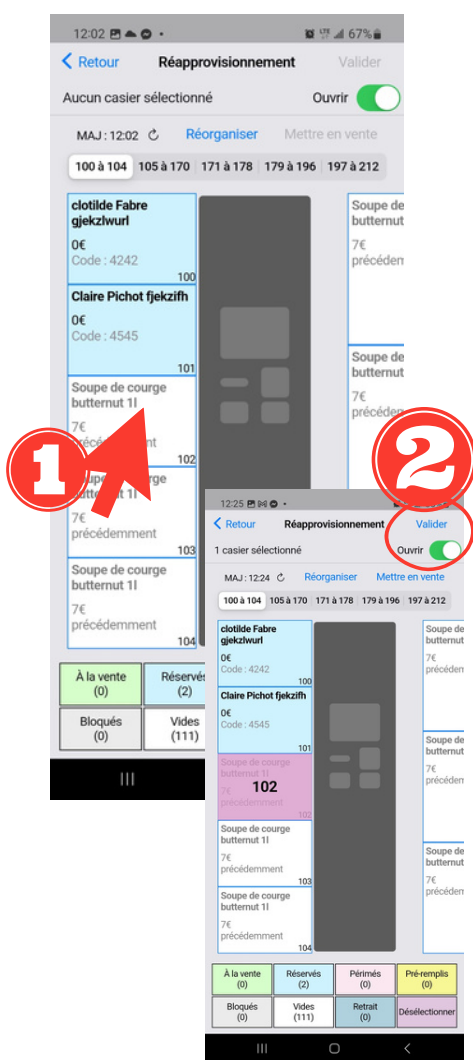 12:02
67%
Retour
Réapprovisionnement
Valider
Aucun casier sélectionné
Ouvrir
MAJ : 12:02
Réorganiser
Mettre en vente
100 à 104
105 à 170
171 à 178
179 à 196
197 à 212
clotilde Fabre
gjekzlwurl
0€
Code : 4242
100
Claire Pichot fjekzifh
0€
Code : 4545
101
Soupe de courge
butternut 1l
7€
102
7€
précédemment
103
Soupe de courge
butternut 1l
7€
précédemment
104
Soupe de
butternut
7€
précéden
Soupe de
butternut
7€
À la vente
(0)
Réservés
(2)
Bloqués
(0)
Vides
(111)
1
2
12:25
Retour
Réapprovisionnement
Valider
1 casier sélectionné
Ouvrir
MAJ : 12:24
Réorganiser
Mettre en vente
100 à 104
105 à 170
171 à 178
179 à 196
197 à 212
clotilde Fabre
gjekzlwurl
0€
Code : 4242
100
Claire Pichot fjekzifh
0€
Code : 4545
101
Soupe de courge
butternut 1l
102
7€
précédemment
102
Soupe de courge
butternut 1l
7€
précédemment
103
Soupe de courge
butternut 1l
7€
précédemment
104
Soupe de
butternut
7€
précéden
Soupe de
butternut
7€
précéden
Soupe de
butternut
7€
précéden
À la vente
(0)
Réservés
(2)
Périmés
(0)
Pré-remplis
(0)
Bloqués
(0)
Vides
(111)
Retrait
(0)
Désélectionner